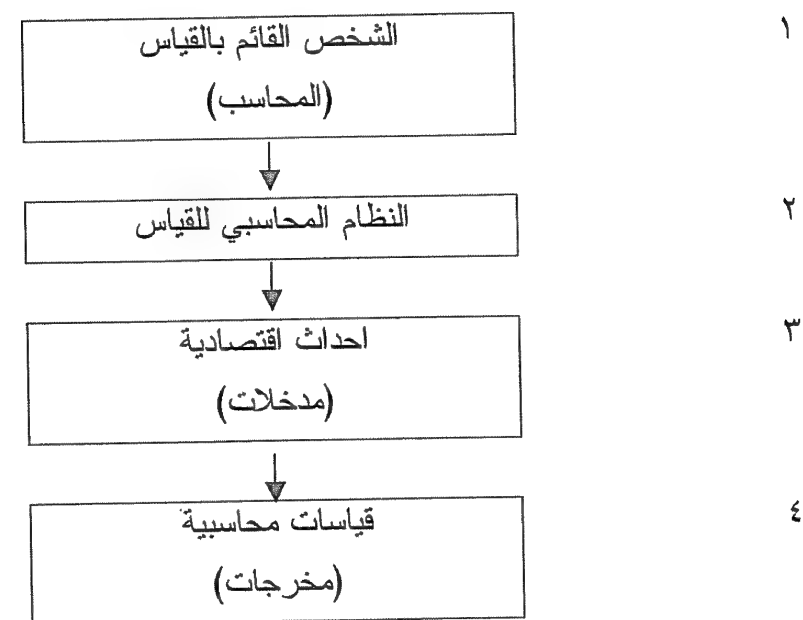 ١
الشخص القائم بالقياس
(المحاسب)
٢
النظام المحاسبي للقياس
٣
احداث اقتصادية
(مدخلات)
٤
قياسات محاسبية
(مخرجات)